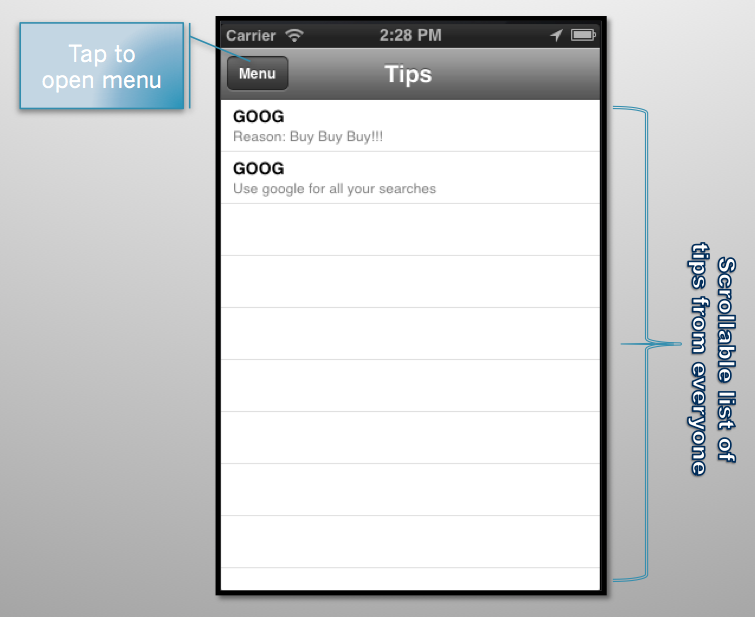 Tap to
open menu
Carrier 2:28 PM
Menu Tips
GOOG
Reason: Buy Buy Buy!!!
GOOG
Use google for all your searches
Scrollable list of
tips from everyone